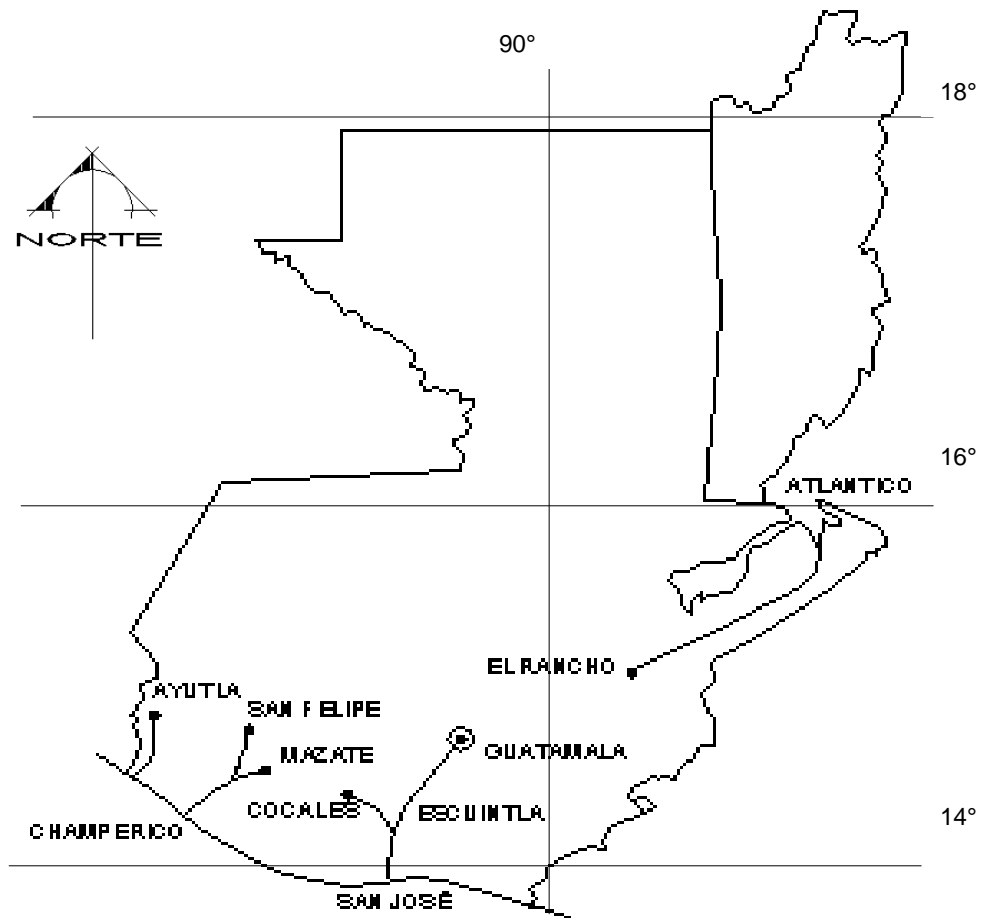 90°
18°
NORTE
16°
ATLANTICO
EL RANCHO
AYUTLA
SAN FELIPE
MAZATE
GUATAMALA
COCALES
ESCUINTLA
14°
CHAMPERICO
SAN JOSÉ